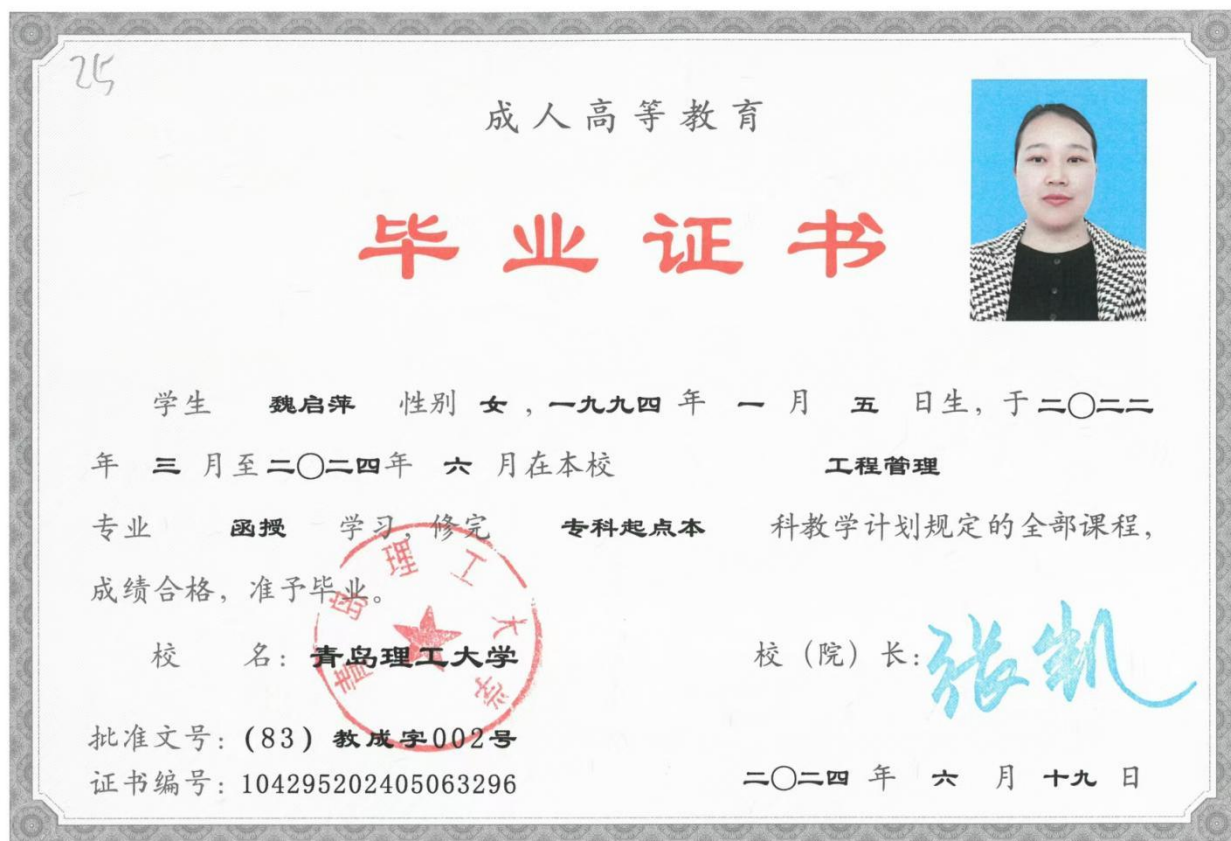 25
成人高等教育
毕业证书
学生 魏启萍 性别 女，一九九四 年 一 月 五 日生，于二〇二二
年 三 月至二〇二四年 六 月在本校 工程管理
专业 函授 学习，修完 专科起点本 科教学计划规定的全部课程，
成绩合格，准予毕业。
青岛理工大学
校 名：青岛理工大学 校（院）长：张凯
批准文号：(83) 教成字002号
证书编号：104295202405063296 二〇二四 年 六 月 十九 日